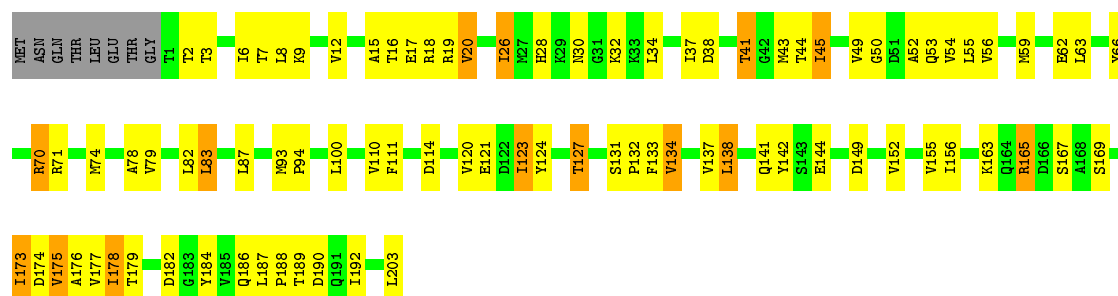 MET ASN GLN THR LEU GLU THR GLY T1 T2 T3 I6 T7 L8 K9 V12 A15 T16 E17 R18 R19 V20 I26 M27 H28 K29 N30 G31 K32 K33 L34 I37 D38 T41 G42 M43 T44 I45 V49 G50 D51 A52 Q53 V54 L55 V56 M59 E62 L63
R70 R71 M74 A78 V79 L82 L83 L87 M93 P94 L100 V110 F111 D114 V120 E121 D122 I123 Y124 T127 S131 P132 F133 V134 V137 L138 Q141 Y142 S143 E144 D149 V152 V155 I156 K163 Q164 R165 D166 S167 A168 S169
I173 D174 V175 A176 V177 I178 T179 D182 G183 Y184 V185 Q186 L187 P188 T189 D190 Q191 I192 L203